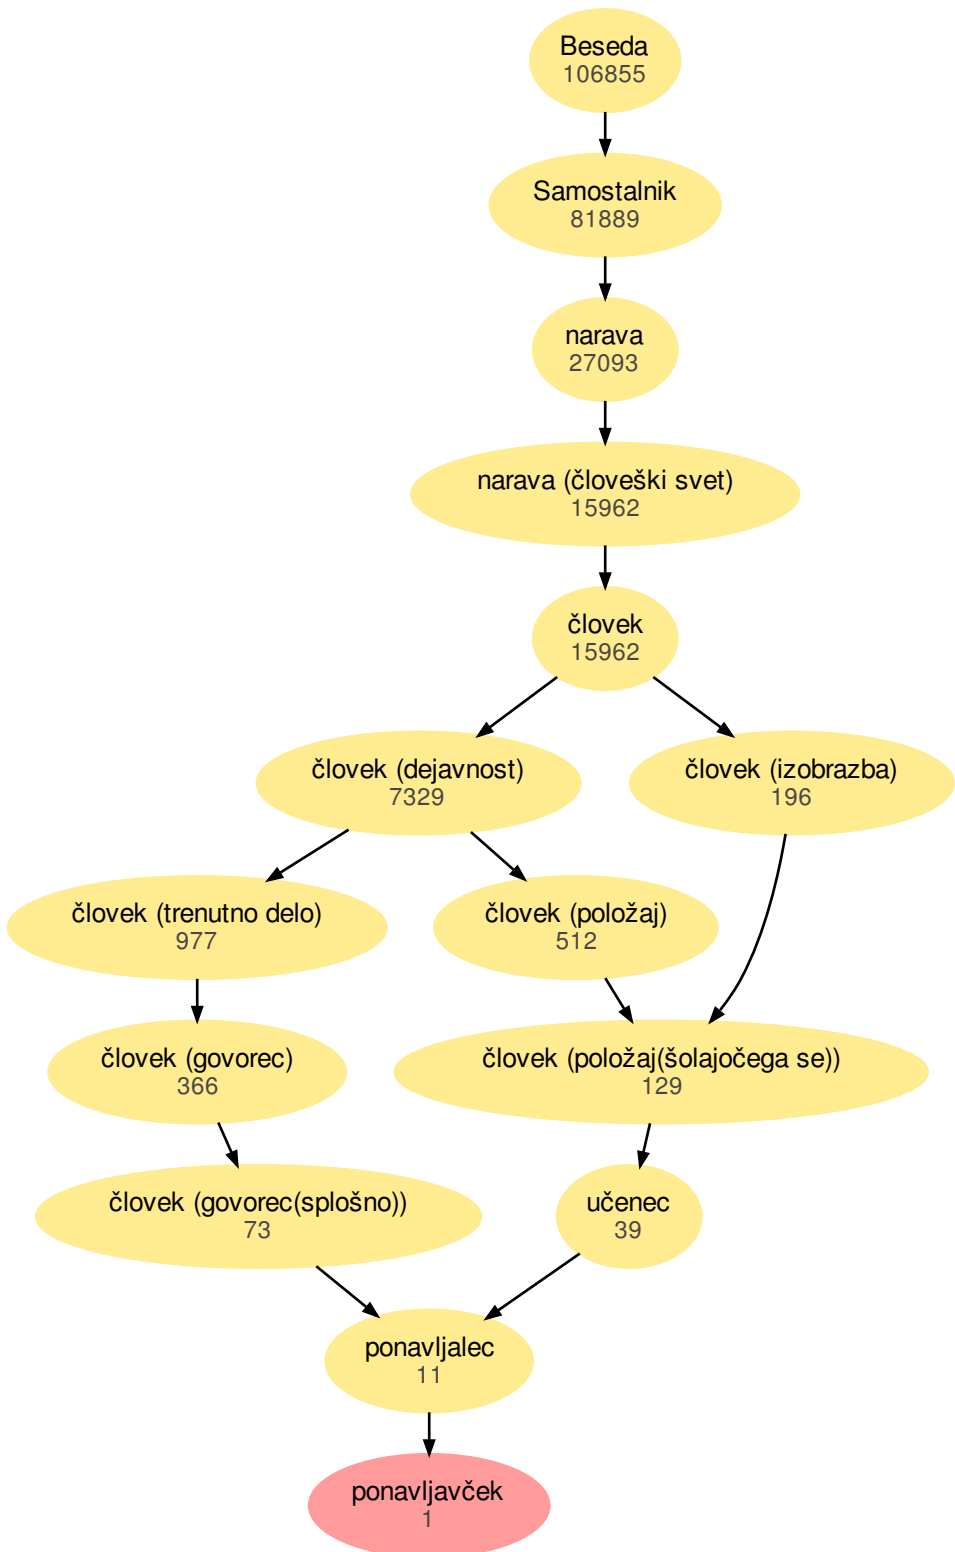 Beseda
106855
Samostalnik
81889
narava
27093
narava (človeški svet)
15962
človek
15962
človek (dejavnost)
7329
človek (izobrazba)
196
človek (trenutno delo)
977
človek (položaj)
512
človek (govorec)
366
človek (položaj(šolajočega se))
129
človek (govorec(splošno))
73
učenec
39
ponavljalec
11
ponavljavček
1